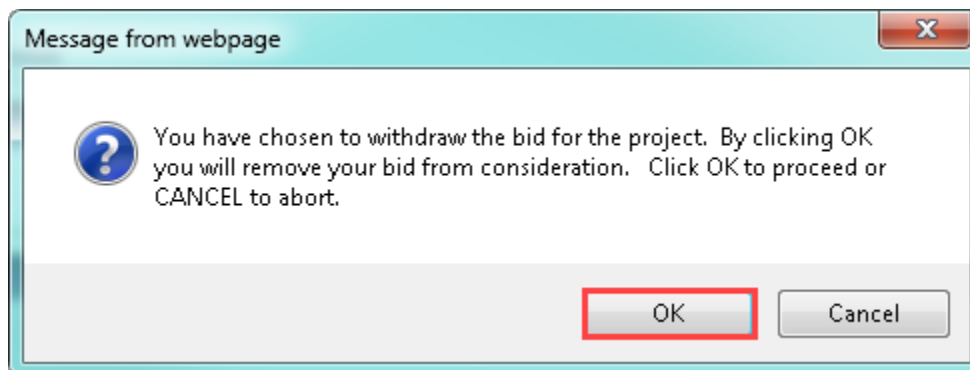 Message from webpage
You have chosen to withdraw the bid for the project.  By clicking OK
you will remove your bid from consideration.   Click OK to proceed or
CANCEL to abort.
OK
Cancel